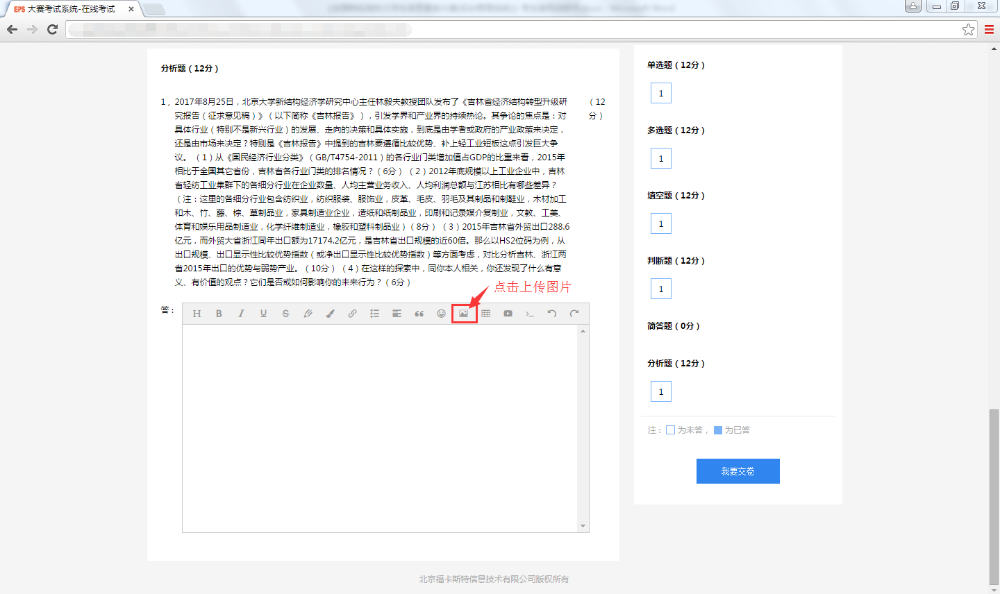 EPS 大赛考试系统-在线考试
分析题（12分）
1， 2017年8月25日，北京大学新结构经济学研究中心主任林毅夫教授团队发布了《吉林省经济结构转型升级研 （12
究报告（征求意见稿）》（以下简称《吉林报告》），引发学界和产业界的持续热论。其争论的焦点是：对 分）
具体行业（特别不是新兴行业）的发展、走向的决策和具体实施，到底是由学者或政府的产业政策来决定，
还是由市场来决定？特别是《吉林报告》中提到的吉林要遵循比较优势、补上轻工业短板这点引发巨大争
议。（1）从《国民经济行业分类》（GB/T4754-2011）的各行业门类增加值占GDP的比重来看，2015年
相比于全国其它省份，吉林省各行业门类的排名情况？（6分）（2）2012年底规模以上工业企业中，吉林
省轻纺工业集群下的各细分行业在企业数量、人均主营业务收入、人均利润总额与江苏相比有哪些差异？
（注：这里的各细分行业包含纺织业，纺织服装、服饰业，皮革、毛皮、羽毛及其制品和制鞋业，木材加工
和木、竹、藤、棕、草制品业，家具制造业企业，造纸和纸制品业，印刷和记录媒介复制业，文教、工美、
体育和娱乐用品制造业，化学纤维制造业，橡胶和塑料制品业）（8分）（3）2015年吉林省外贸出口288.6
亿元，而外贸大省浙江同年出口额为17174.2亿元，是吉林省出口规模的近60倍。那么以HS2位码为例，从
出口规模、出口显示性比较优势指数（或净出口显示性比较优势指数）等方面考虑，对比分析吉林、浙江两
省2015年出口的优势与弱势产业。（10分）（4）在这样的探索中，同你本人相关，你还发现了什么有意
义、有价值的观点？它们是否或如何影响你的未来行为？（6分）
点击上传图片
答：
H B I U S
北京福卡斯特信息技术有限公司版权所有
单选题（12分）
1
多选题（12分）
1
填空题（12分）
1
判断题（12分）
1
简答题（0分）
分析题（12分）
1
注： 为未答， 为已答
我要交卷